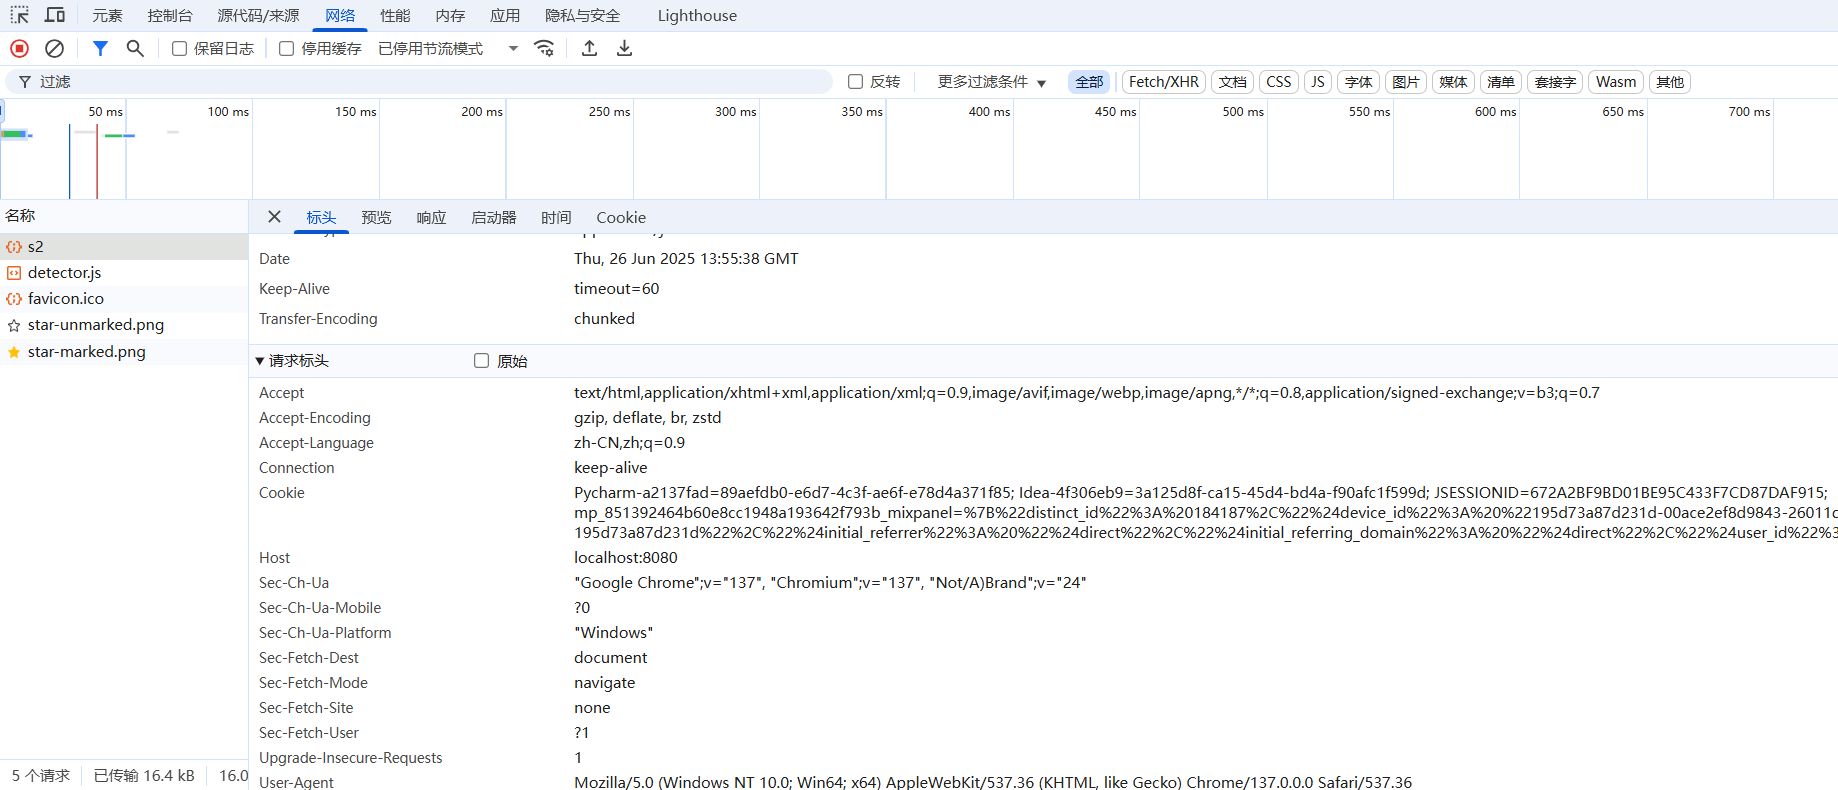 元素 控制台 源代码/来源 网络 性能 内存 应用 隐私与安全 Lighthouse
保留日志 停用缓存 已停用节流模式
过滤 反转 更多过滤条件 全部 Fetch/XHR 文档 CSS JS 字体 图片 媒体 清单 套接字 Wasm 其他
50 ms 100 ms 150 ms 200 ms 250 ms 300 ms 350 ms 400 ms 450 ms 500 ms 550 ms 600 ms 650 ms 700 ms
名称
s2
detector.js
favicon.ico
star-unmarked.png
star-marked.png
5 个请求 已传输 16.4 kB 16.0
标头 预览 响应 启动器 时间 Cookie
Date Thu, 26 Jun 2025 13:55:38 GMT
Keep-Alive timeout=60
Transfer-Encoding chunked
请求标头 原始
Accept text/html,application/xhtml+xml,application/xml;q=0.9,image/avif,image/webp,image/apng,*/*;q=0.8,application/signed-exchange;v=b3;q=0.7
Accept-Encoding gzip, deflate, br, zstd
Accept-Language zh-CN,zh;q=0.9
Connection keep-alive
Cookie Pycharm-a2137fad=89aefdb0-e6d7-4c3f-ae6f-e78d4a371f85; Idea-4f306eb9=3a125d8f-ca15-45d4-bd4a-f90afc1f599d; JSESSIONID=672A2BF9BD01BE95C433F7CD87DAF915;
mp_851392464b60e8cc1948a193642f793b_mixpanel=%7B%22distinct_id%22%3A%20184187%2C%22%24device_id%22%3A%20%22195d73a87d231d-00ace2ef8d9843-26011c
195d73a87d231d%22%2C%22%24initial_referrer%22%3A%20%22%24direct%22%2C%22%24initial_referring_domain%22%3A%20%22%24direct%22%2C%22%24user_id%22%3
Host localhost:8080
Sec-Ch-Ua "Google Chrome";v="137", "Chromium";v="137", "Not/A)Brand";v="24"
Sec-Ch-Ua-Mobile ?0
Sec-Ch-Ua-Platform "Windows"
Sec-Fetch-Dest document
Sec-Fetch-Mode navigate
Sec-Fetch-Site none
Sec-Fetch-User ?1
Upgrade-Insecure-Requests 1
User-Agent Mozilla/5.0 (Windows NT 10.0; Win64; x64) AppleWebKit/537.36 (KHTML, like Gecko) Chrome/137.0.0.0 Safari/537.36